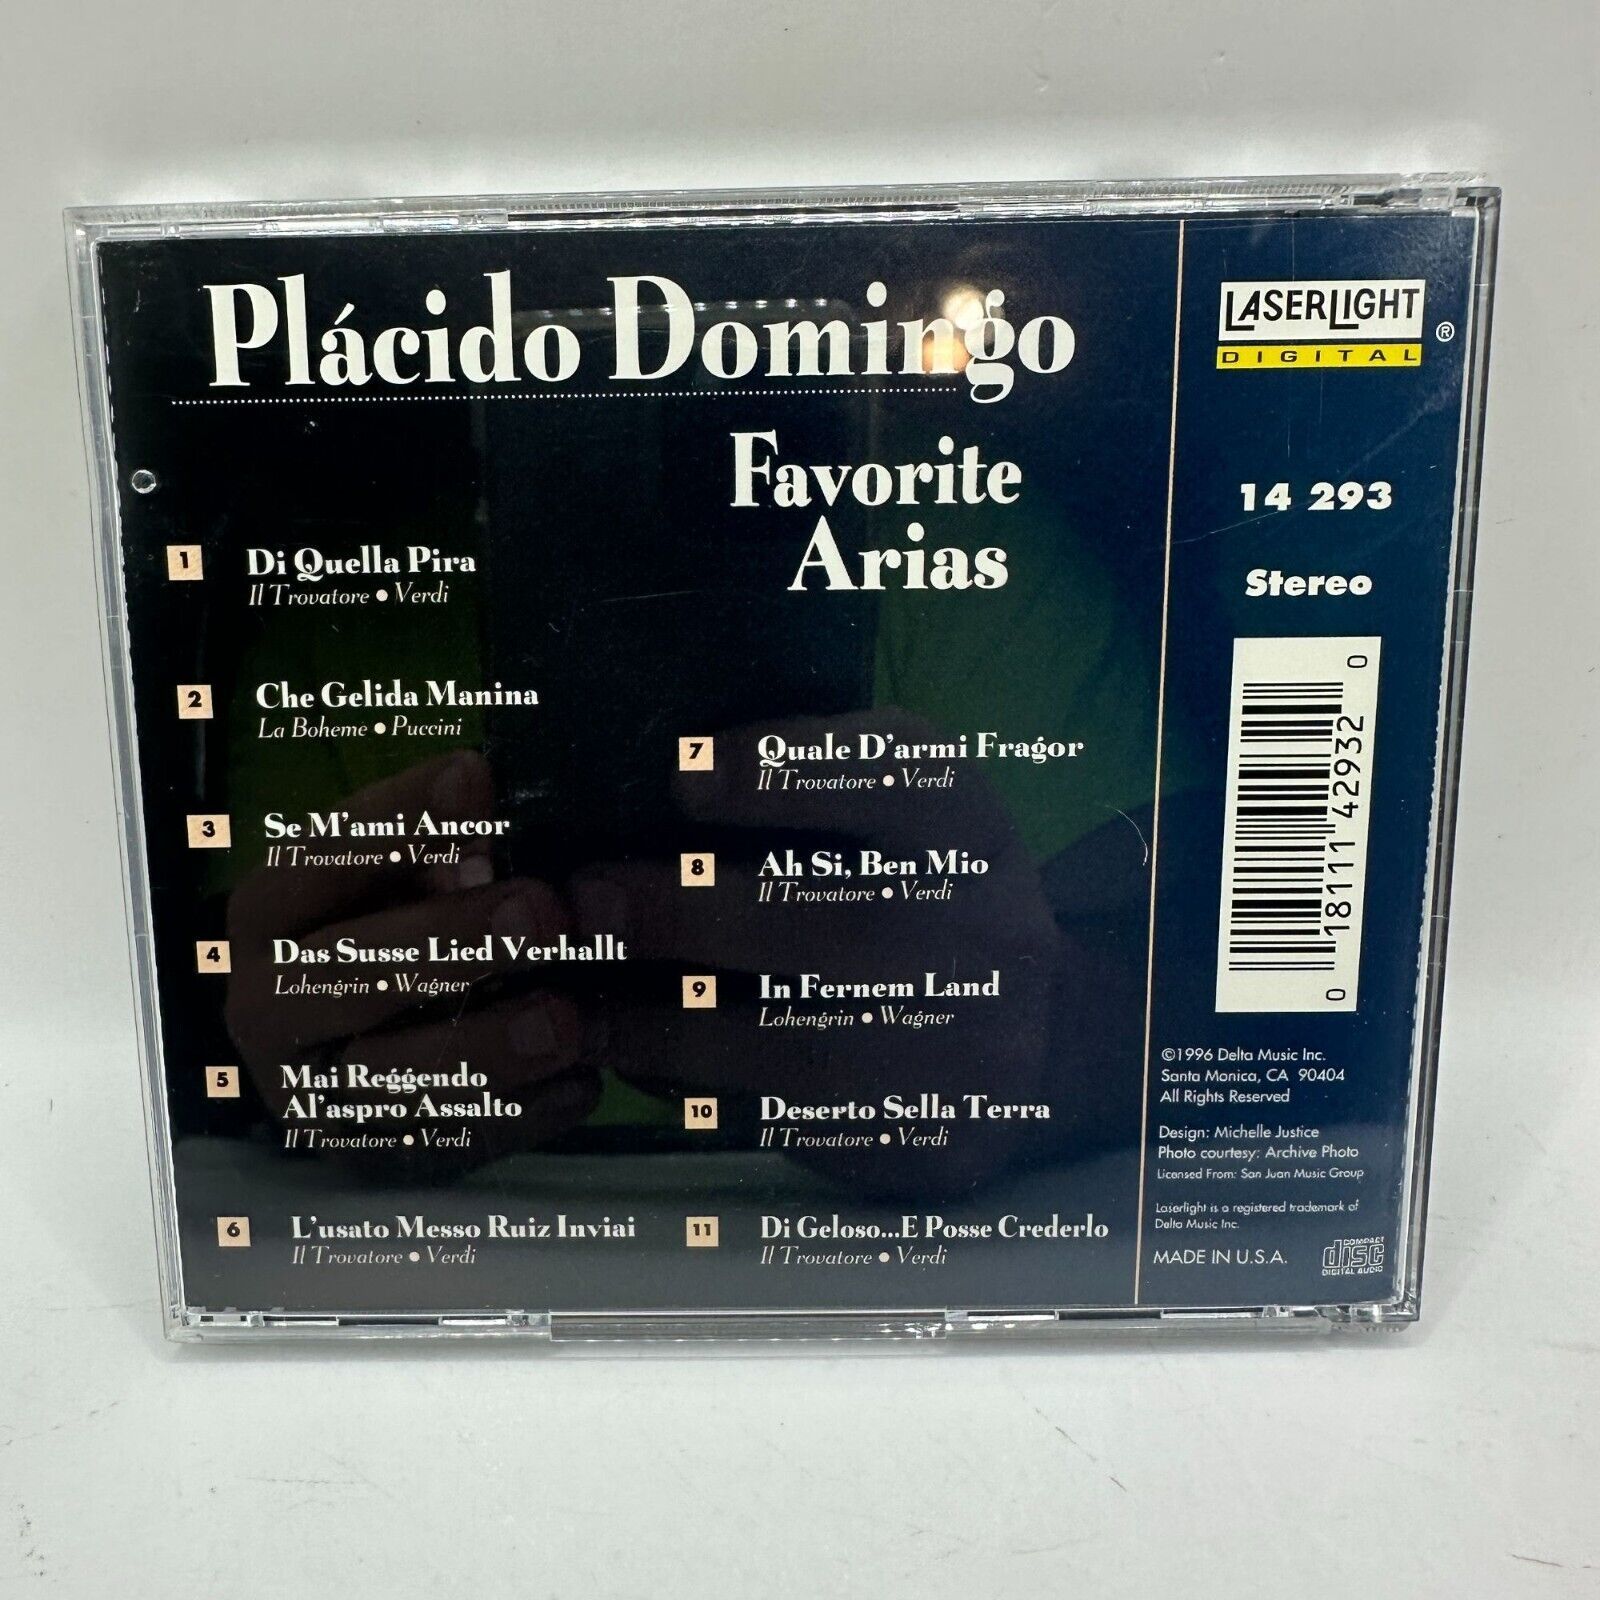 Plácido Domingo
Favorite
Arias
1 Di Quella Pira
Il Trovatore • Verdi
2 Che Gelida Manina
La Boheme • Puccini
3 Se M'ami Ancor
Il Trovatore • Verdi
4 Das Susse Lied Verhallt
Lohengrin • Wagner
5 Mai Reggendo
Al'aspro Assalto
Il Trovatore • Verdi
6 L'usato Messo Ruiz Inviai
Il Trovatore • Verdi
7 Quale D'armi Fragor
Il Trovatore • Verdi
8 Ah Si, Ben Mio
Il Trovatore • Verdi
9 In Fernem Land
Lohengrin • Wagner
10 Deserto Sella Terra
Il Trovatore • Verdi
11 Di Geloso...E Posse Crederlo
Il Trovatore • Verdi
LASERLIGHT ®
DIGITAL
14 293
Stereo
0 18111 42932 0
©1996 Delta Music Inc.
Santa Monica, CA 90404
All Rights Reserved
Design: Michelle Justice
Photo courtesy: Archive Photo
Licensed From: San Juan Music Group
Laserlight is a registered trademark of
Delta Music Inc.
MADE IN U.S.A.
COMPACT
disc
DIGITAL AUDIO